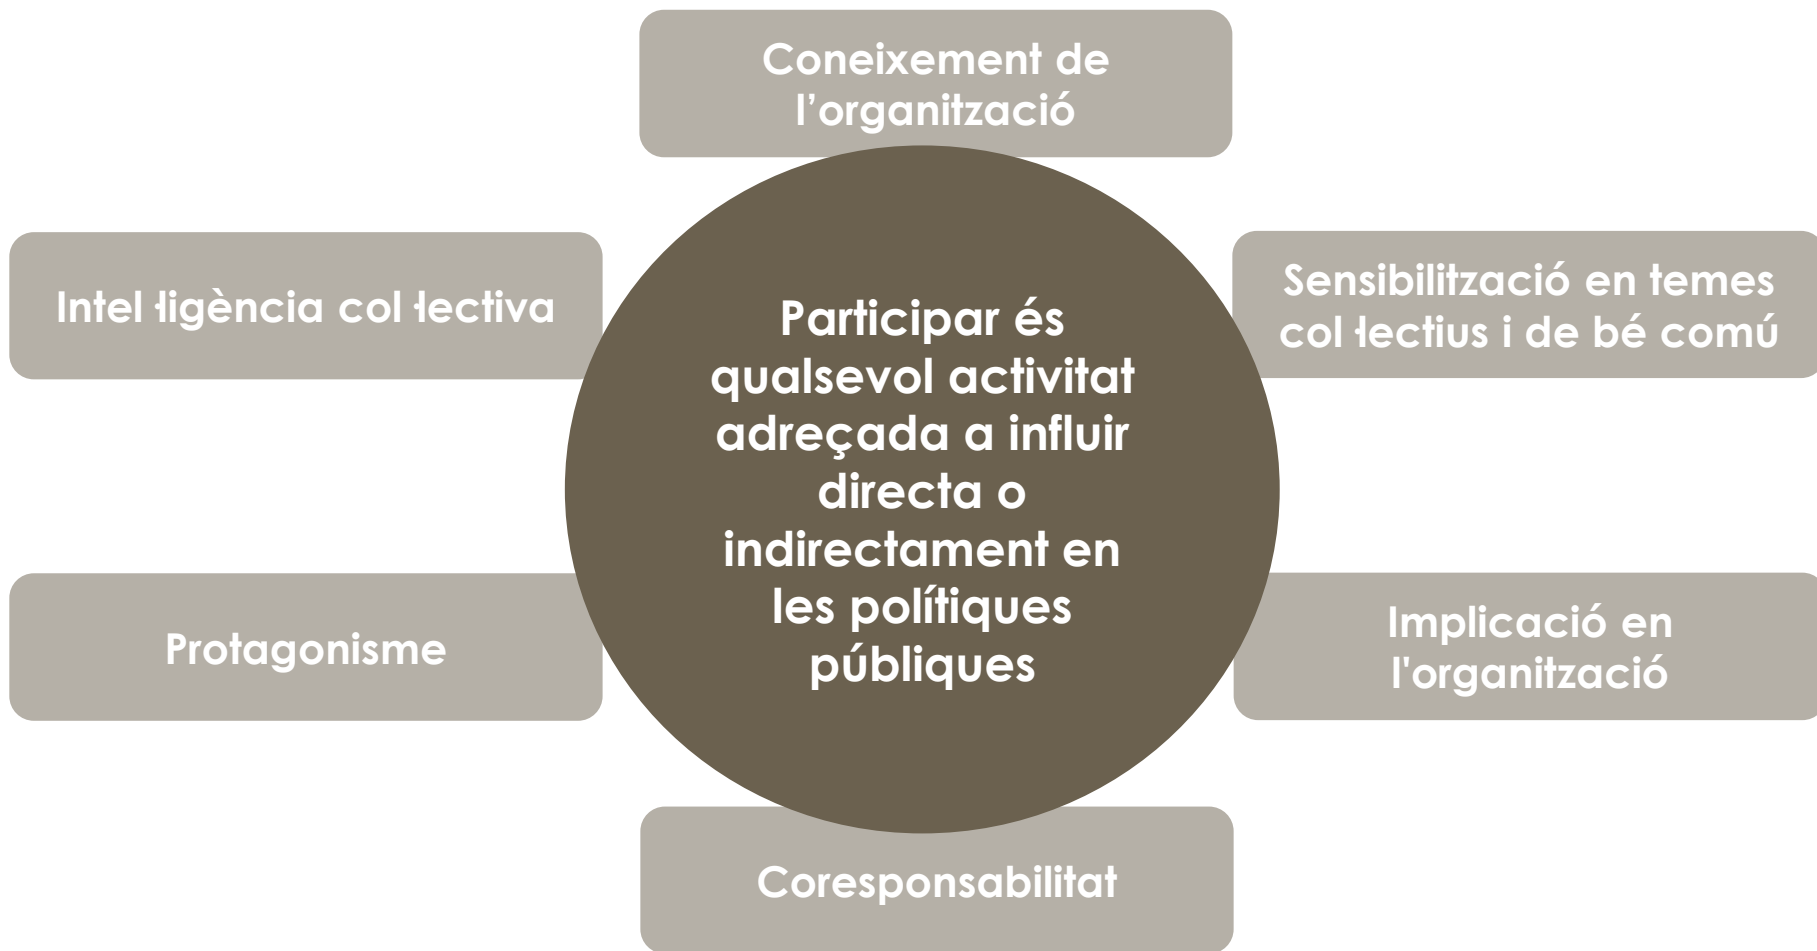 Coneixement de
l’organització
Intel·ligència col·lectiva
Sensibilització en temes
col·lectius i de bé comú
Participar és
qualsevol activitat
adreçada a influir
directa o
indirectament en
les polítiques
públiques
Protagonisme
Implicació en
l'organització
Coresponsabilitat